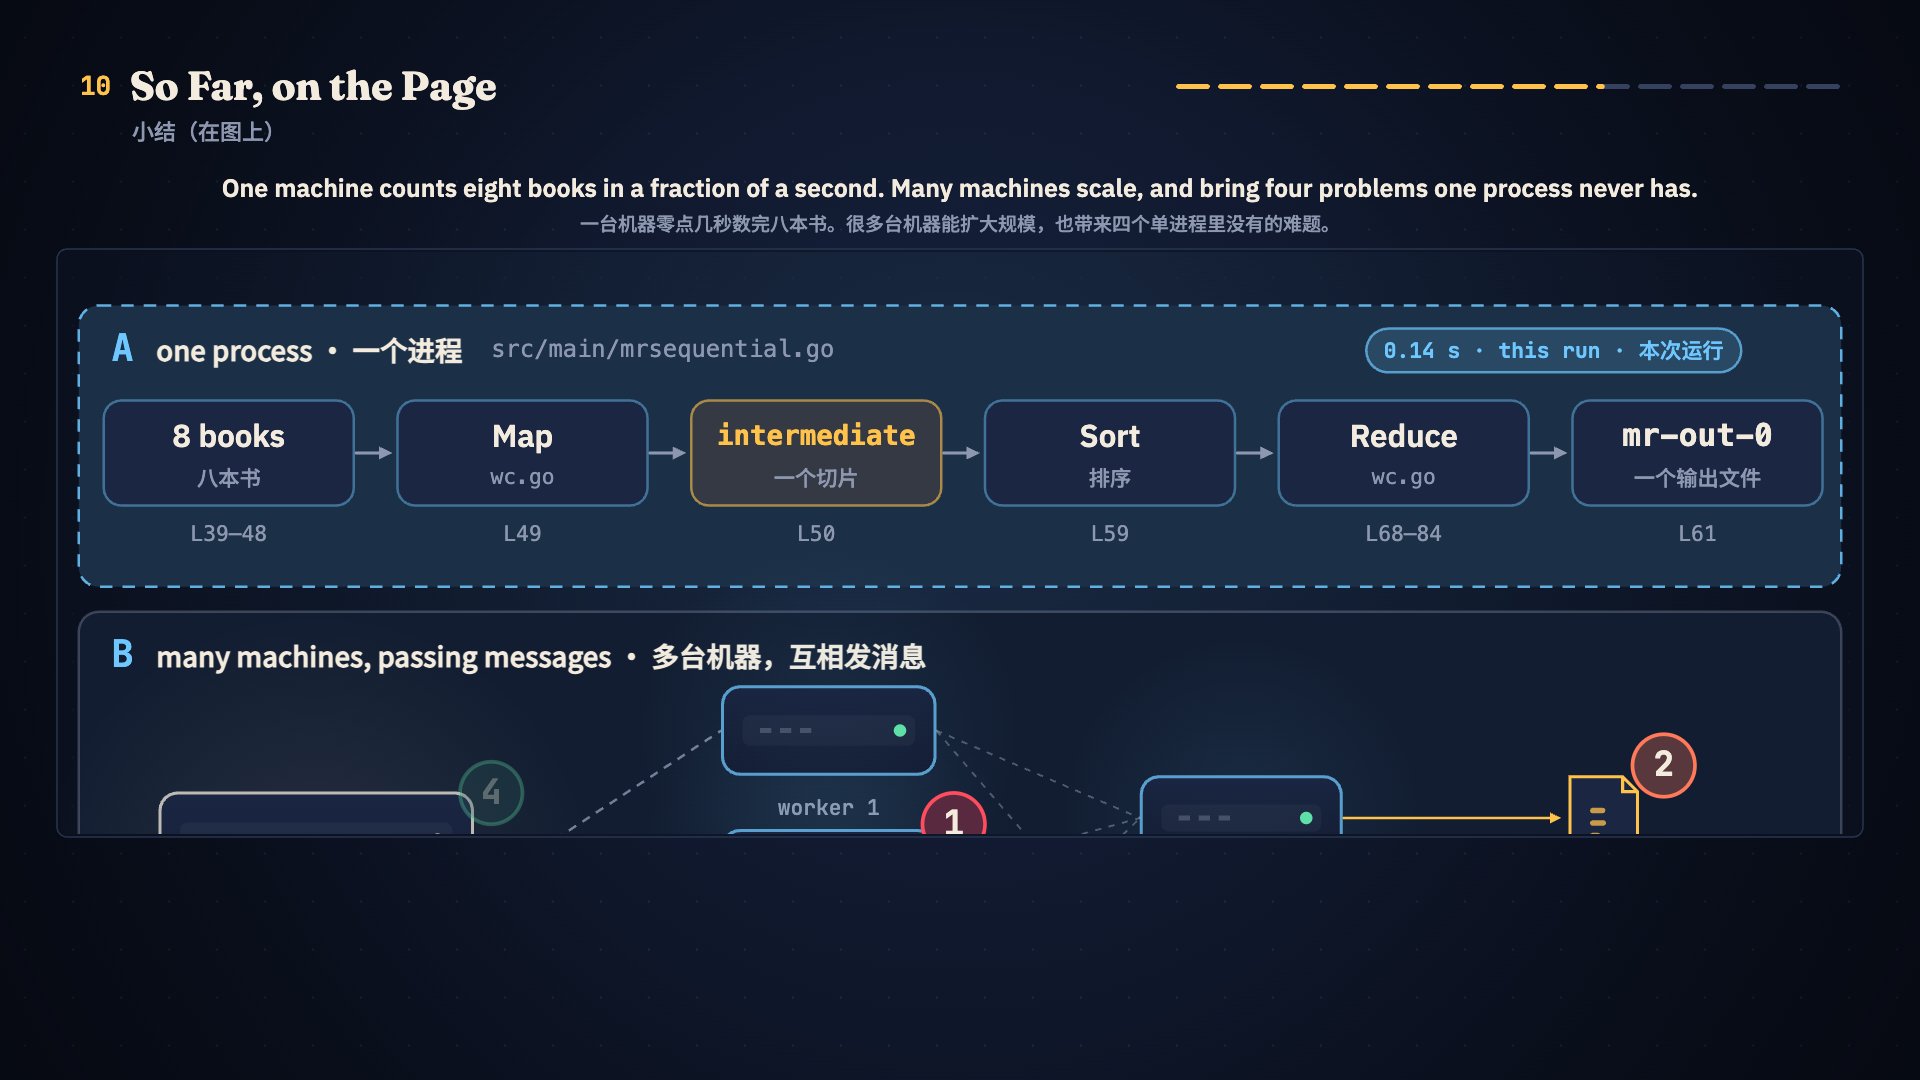 10 So Far, on the Page
小结（在图上）
One machine counts eight books in a fraction of a second. Many machines scale, and bring four problems one process never has.
一台机器零点几秒数完八本书。很多台机器能扩大规模，也带来四个单进程里没有的难题。
A one process • 一个进程 src/main/mrsequential.go
0.14 s · this run · 本次运行
8 books
八本书
L39–48
Map
wc.go
L49
intermediate
一个切片
L50
Sort
排序
L59
Reduce
wc.go
L68–84
mr-out-0
一个输出文件
L61
B many machines, passing messages • 多台机器，互相发消息
4
worker 1
1
2